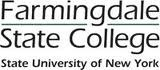 Farmingdale
State College
State University of New York